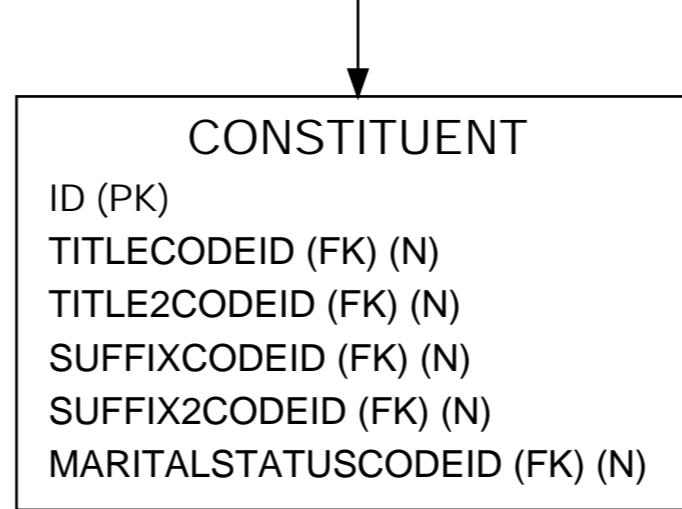 CONSTITUENT
ID (PK)
TITLECODEID (FK) (N)
TITLE2CODEID (FK) (N)
SUFFIXCODEID (FK) (N)
SUFFIX2CODEID (FK) (N)
MARITALSTATUSCODEID (FK) (N)